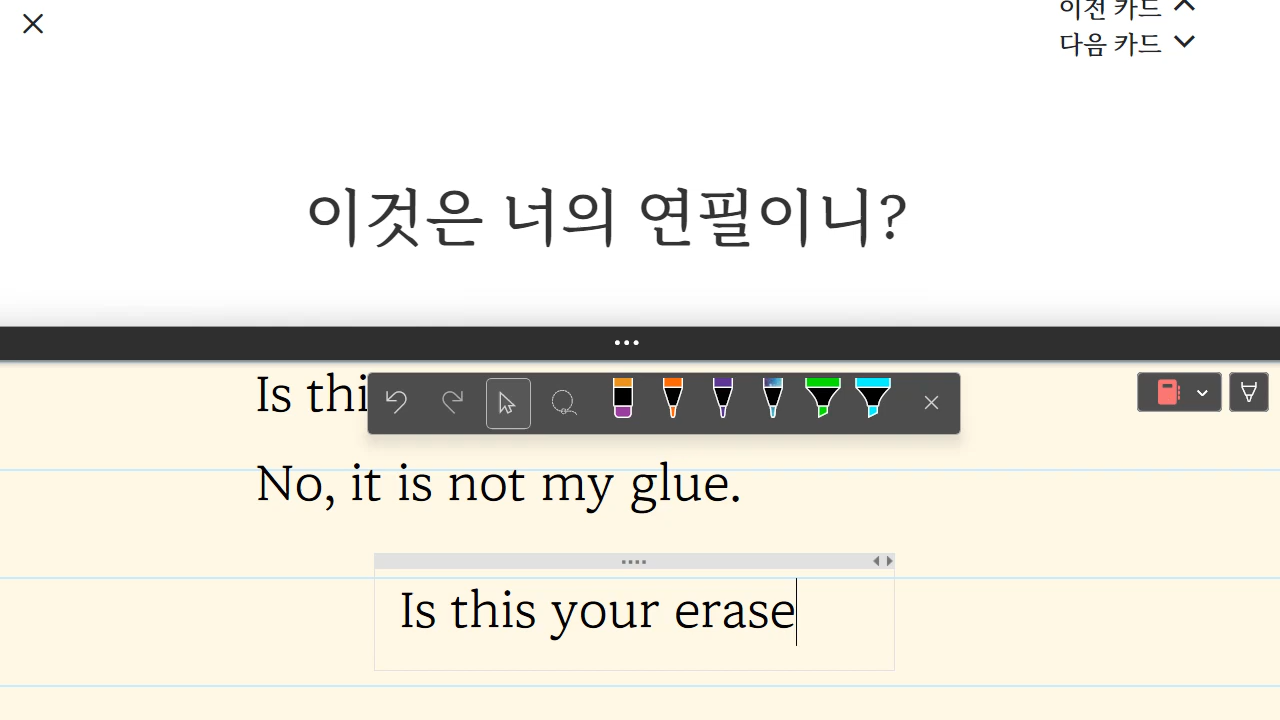 이전 카드
다음 카드
이것은 너의 연필이니?
Is thi
No, it is not my glue.
Is this your erase